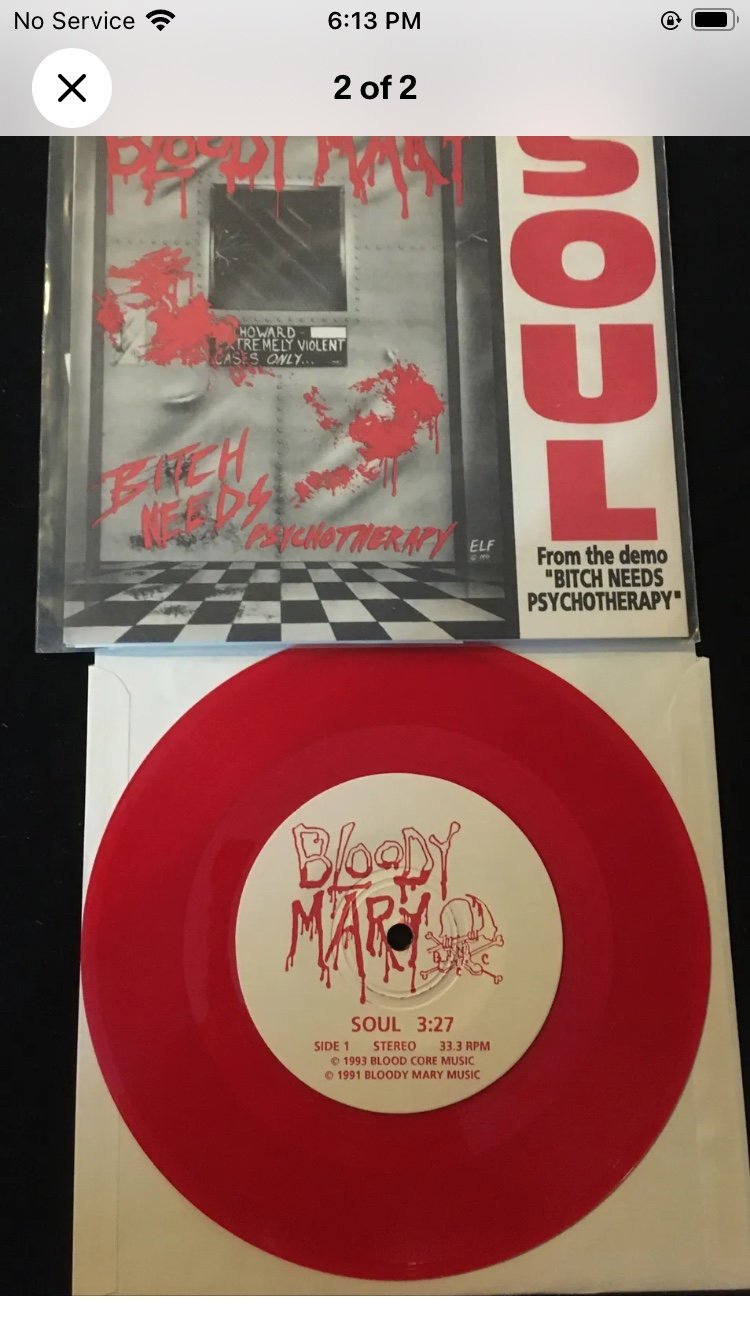 No Service
6:13 PM
2 of 2
BLOODY MARY
SOUL
HOWARD
EXTREMELY VIOLENT
CASES ONLY...
BITCH
NEEDS
PSYCHOTHERAPY
ELF
From the demo
"BITCH NEEDS
PSYCHOTHERAPY"
BLOODY
MARY
SOUL 3:27
SIDE 1 STEREO 33.3 RPM
© 1993 BLOOD CORE MUSIC
© 1991 BLOODY MARY MUSIC